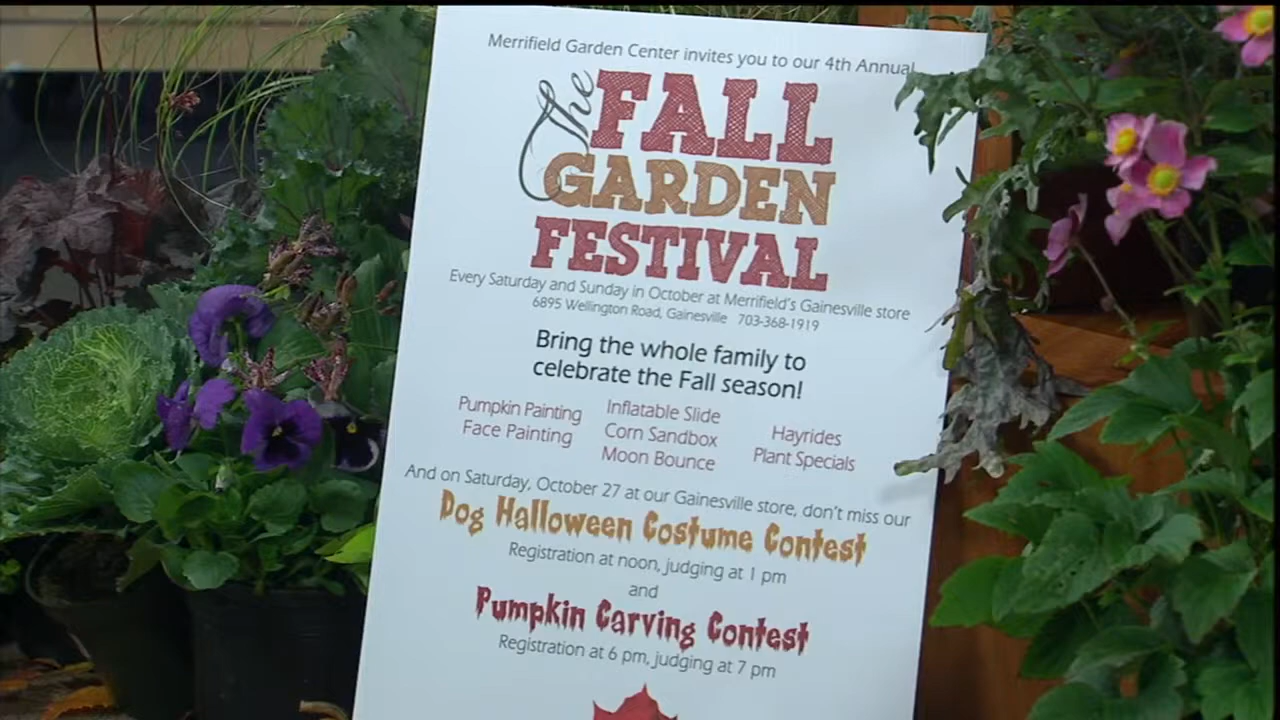 Merrifield Garden Center invites you to our 4th Annual
The FALL
GARDEN
FESTIVAL
Every Saturday and Sunday in October at Merrifield's Gainesville store
6895 Wellington Road, Gainesville 703-368-1919
Bring the whole family to
celebrate the Fall season!
Pumpkin Painting Inflatable Slide Hayrides
Face Painting Corn Sandbox Plant Specials
Moon Bounce
And on Saturday, October 27 at our Gainesville store, don't miss our
Dog Halloween Costume Contest
Registration at noon, judging at 1 pm
and
Pumpkin Carving Contest
Registration at 6 pm, judging at 7 pm